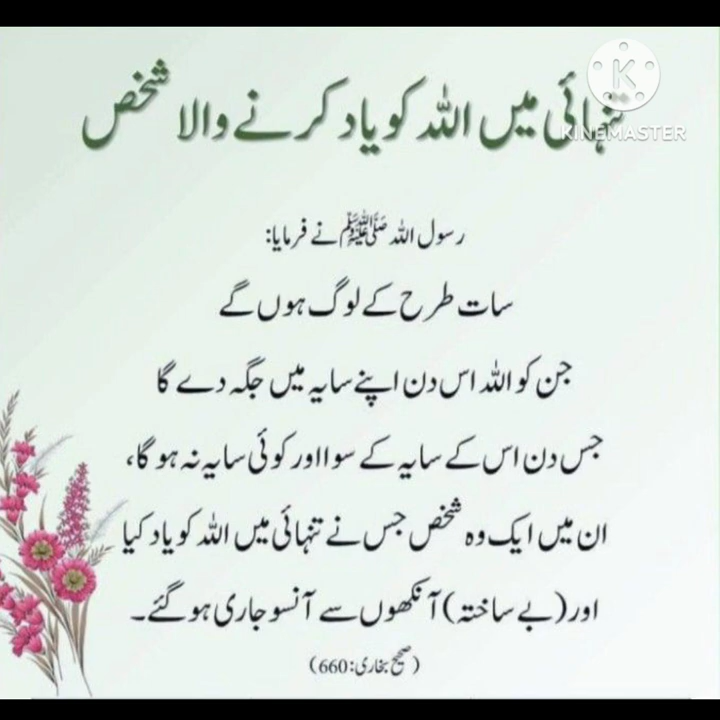 تنہائی میں اللہ کو یاد کرنے والا شخص
KINEMASTER
رسول اللہ ﷺ نے فرمایا:
سات طرح کے لوگ ہوں گے
جن کو اللہ اس دن اپنے سایہ میں جگہ دے گا
جس دن اس کے سایہ کے سوا اور کوئی سایہ نہ ہو گا،
ان میں ایک وہ شخص جس نے تنہائی میں اللہ کو یاد کیا
اور (بے ساختہ) آنکھوں سے آنسو جاری ہو گئے۔
(صحیح بخاری: 660)